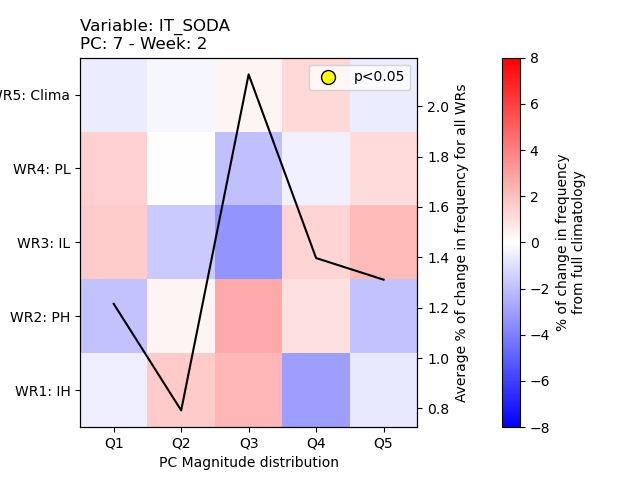 Variable: IT_SODA
PC: 7 - Week: 2
p<0.05
WR5: Clima
WR4: PL
WR3: IL
WR2: PH
WR1: IH
Q1 Q2 Q3 Q4 Q5
PC Magnitude distribution
2.0
1.8
1.6
1.4
1.2
1.0
0.8
Average % of change in frequency for all WRs
8
6
4
2
0
−2
−4
−6
−8
% of change in frequency
from full climatology